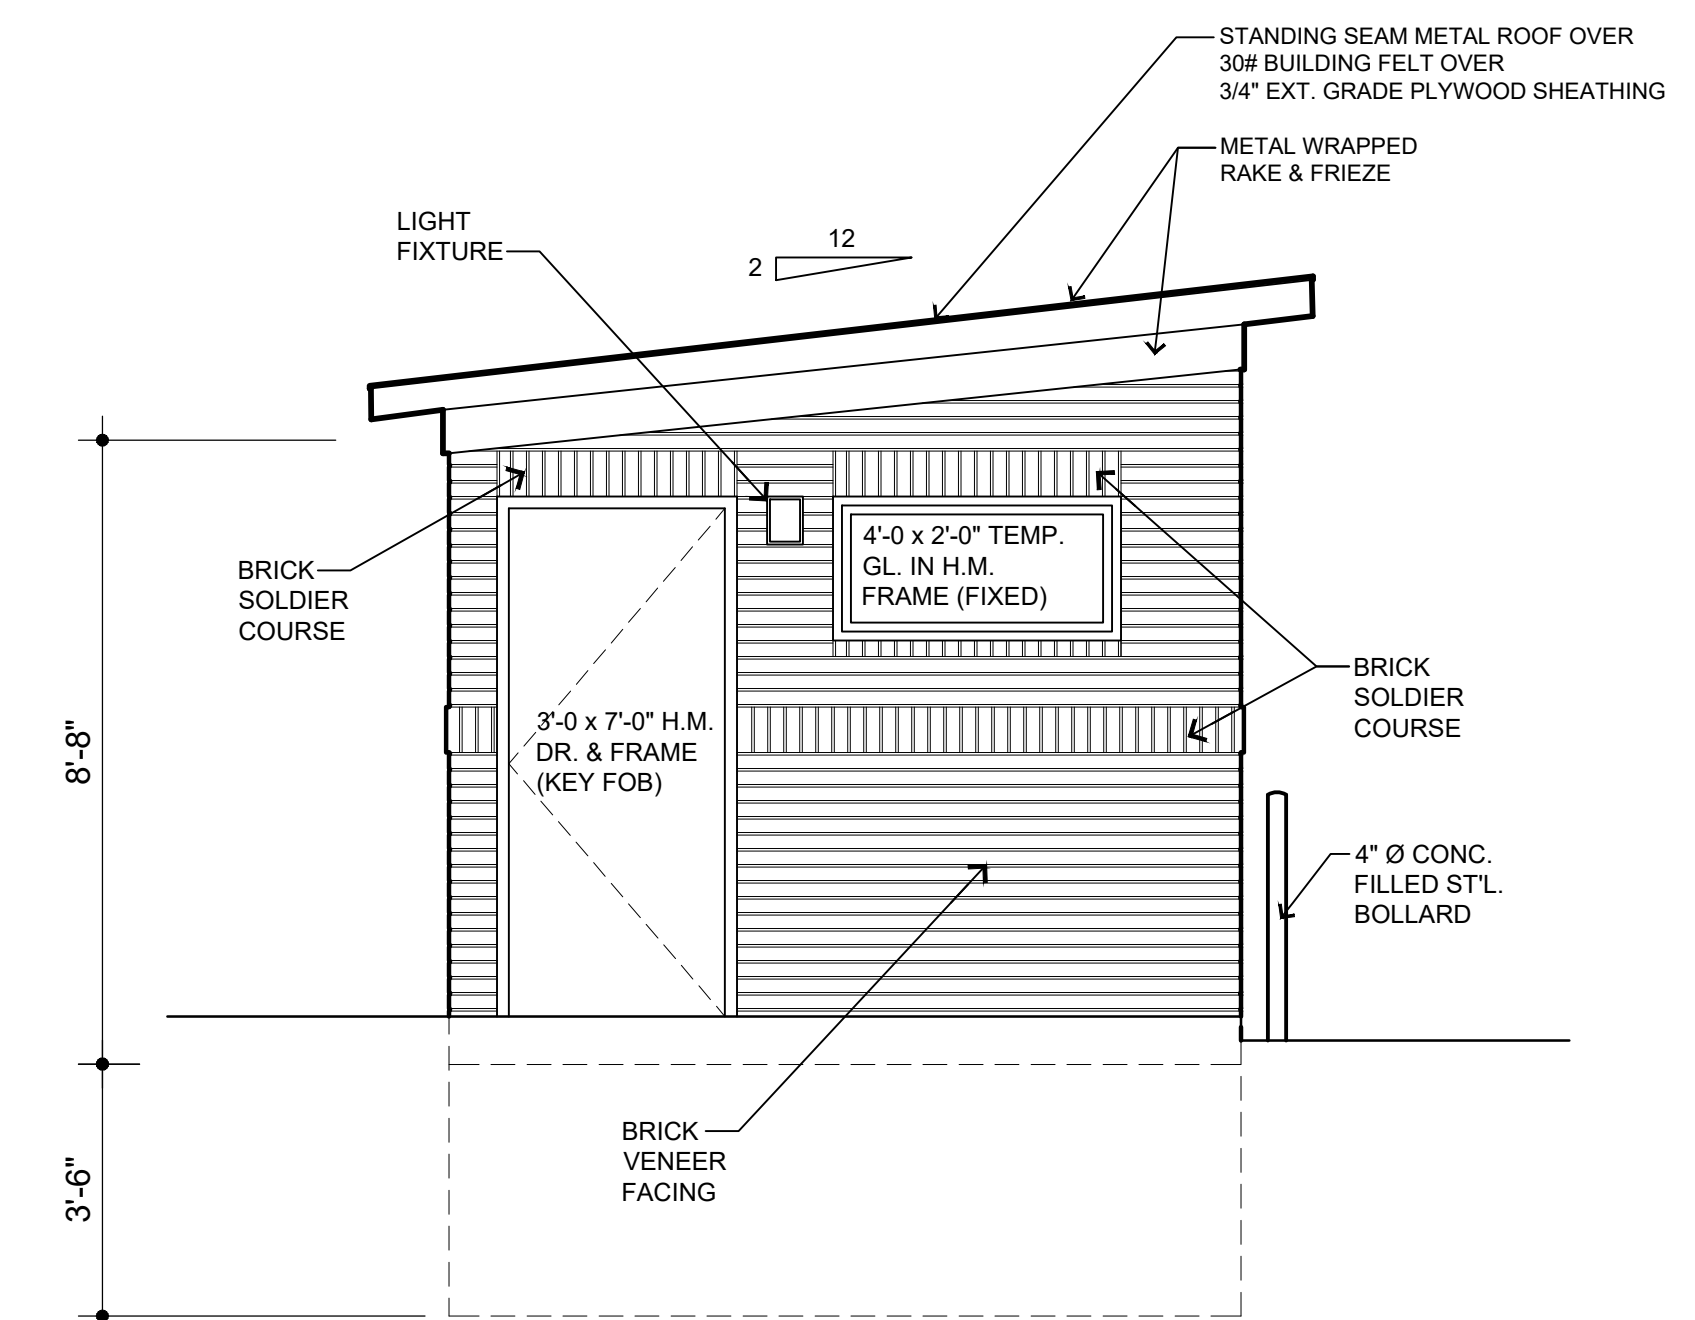 STANDING SEAM METAL ROOF OVER
30# BUILDING FELT OVER
3/4" EXT. GRADE PLYWOOD SHEATHING
METAL WRAPPED
RAKE & FRIEZE
LIGHT
FIXTURE
12
2
4'-0 x 2'-0" TEMP.
GL. IN H.M.
FRAME (FIXED)
BRICK
SOLDIER
COURSE
BRICK
SOLDIER
COURSE
3'-0 x 7'-0" H.M.
DR. & FRAME
(KEY FOB)
8'-8"
4" Ø CONC.
FILLED ST'L.
BOLLARD
BRICK
VENEER
FACING
3'-6"